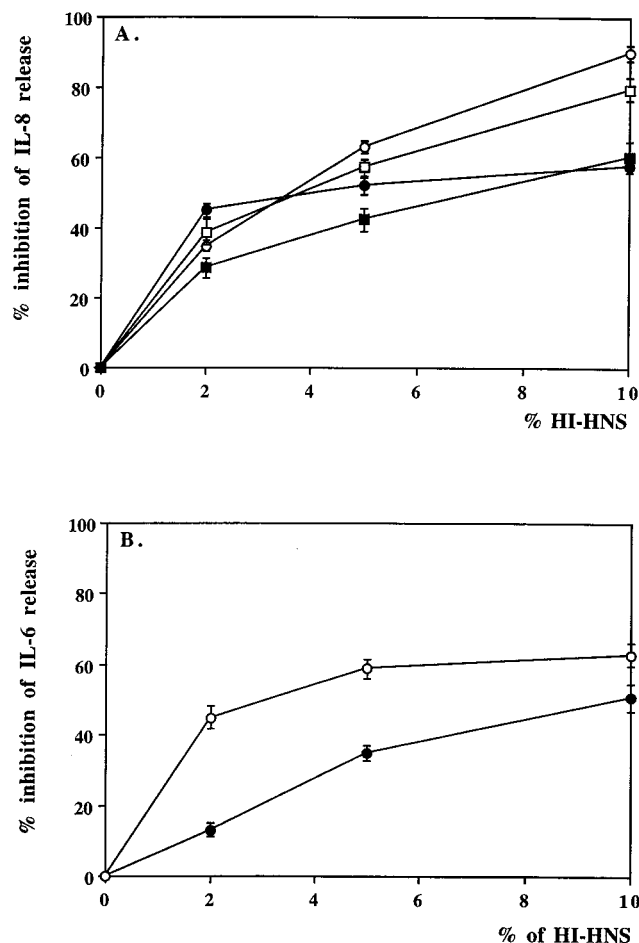 A.
% inhibition of IL-8 release
100
80
60
40
20
0
0 2 4 6 8 10
% HI-HNS
B.
% inhibition of IL-6 release
100
80
60
40
20
0
0 2 4 6 8 10
% of HI-HNS